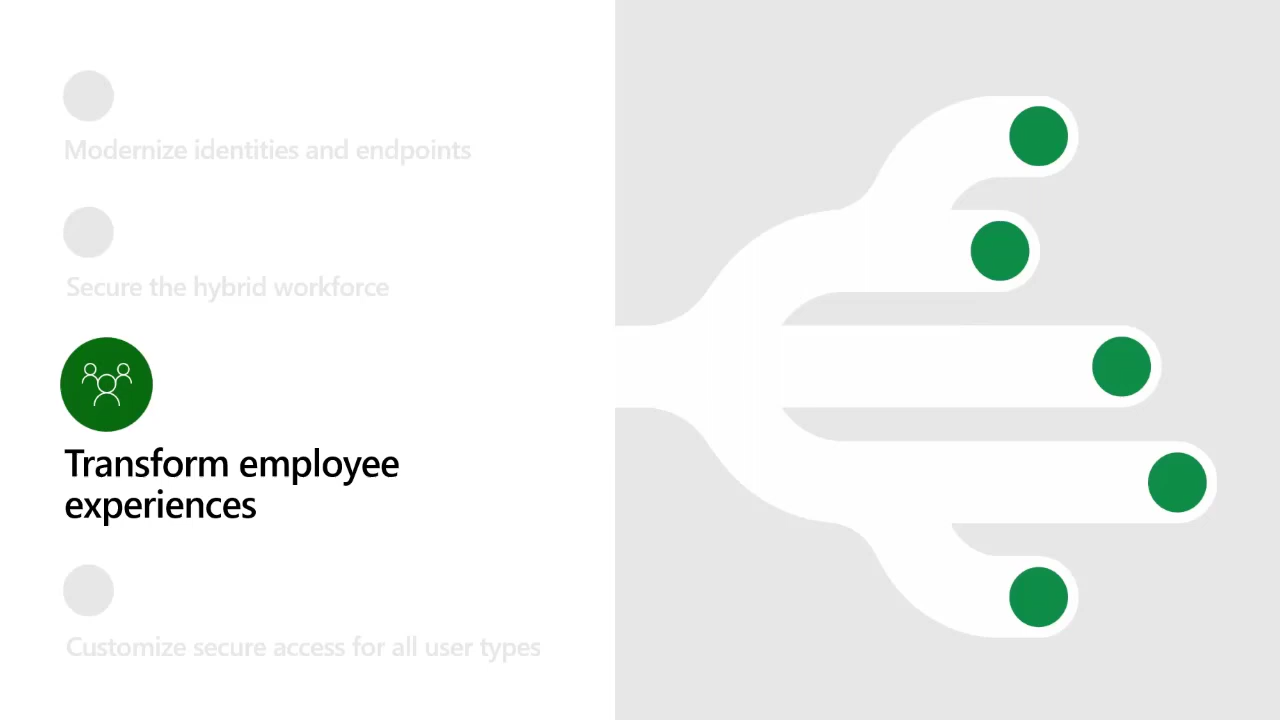 Modernize identities and endpoints
Secure the hybrid workforce
Transform employee
experiences
Customize secure access for all user types